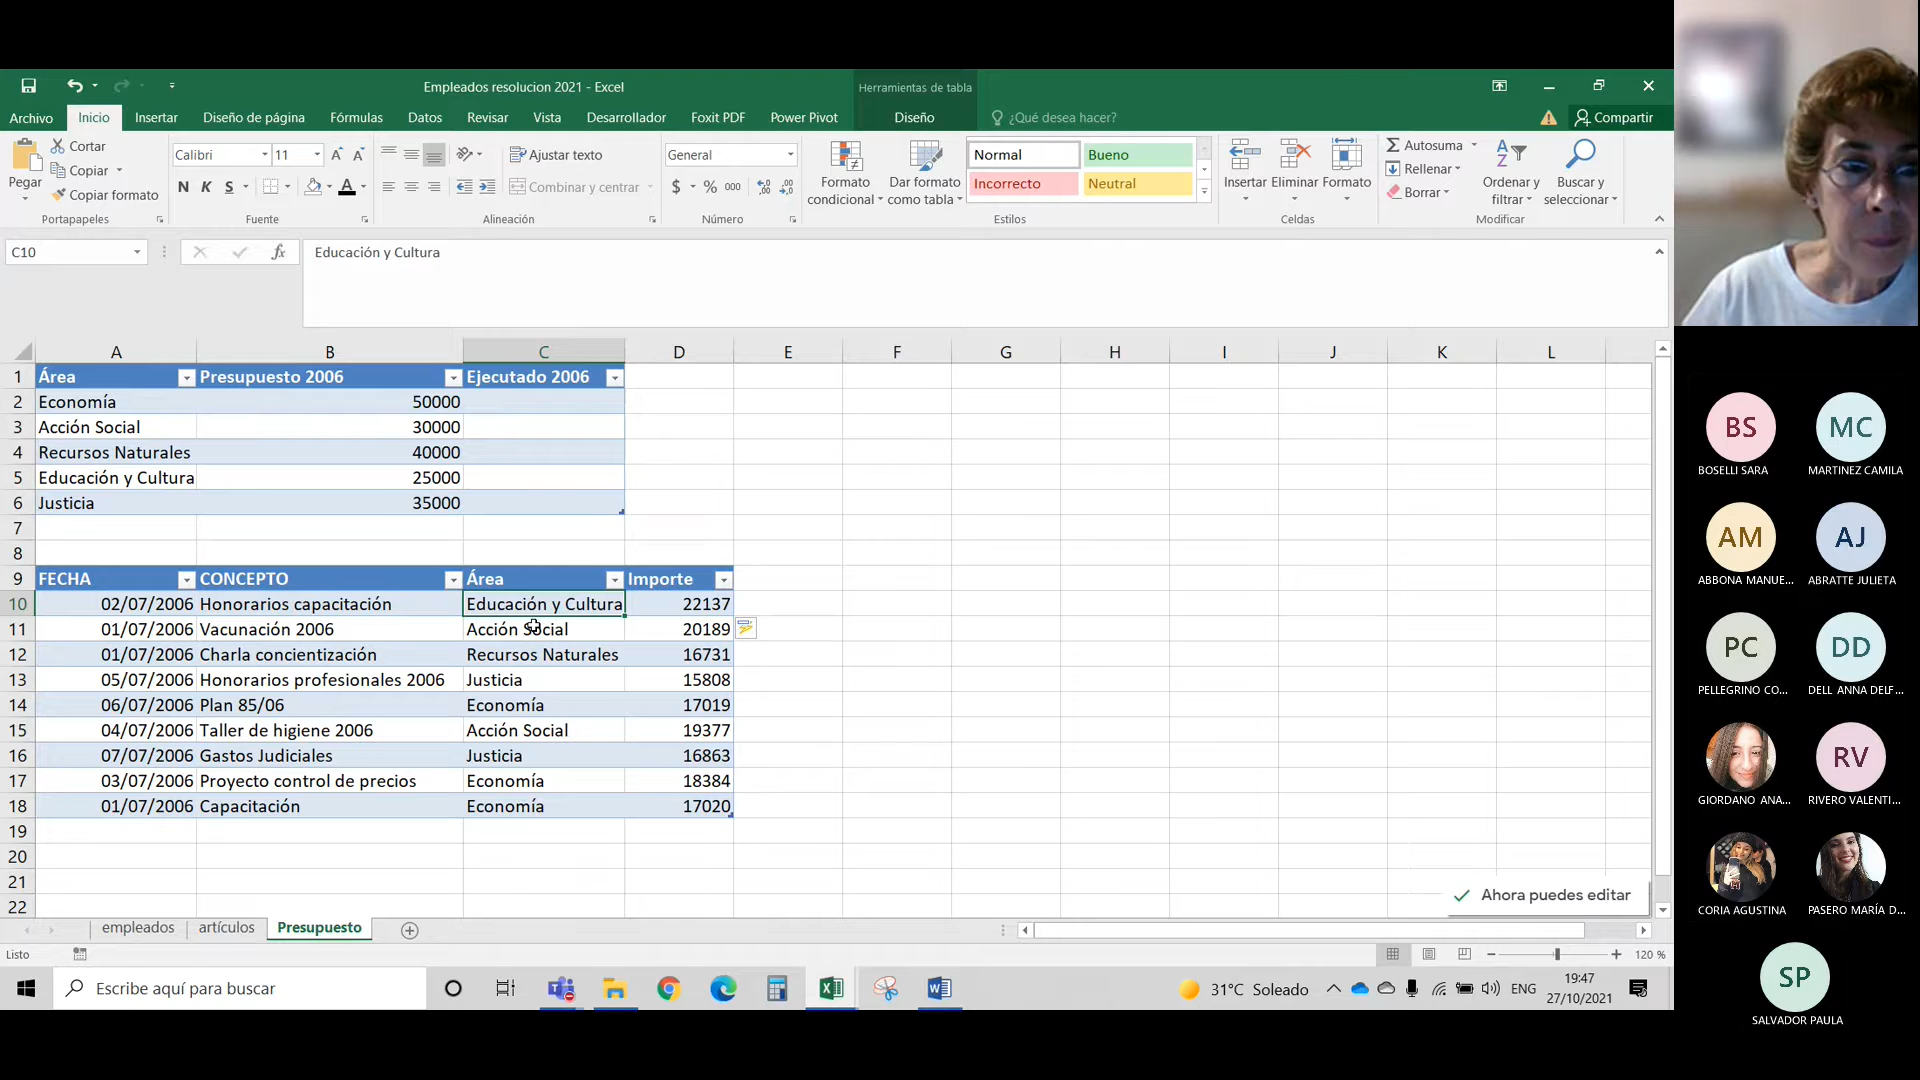 Empleados resolucion 2021 - Excel
Herramientas de tabla
Archivo Inicio Insertar Diseño de página Fórmulas Datos Revisar Vista Desarrollador Foxit PDF Power Pivot Diseño ¿Qué desea hacer? Compartir
Pegar
Cortar
Copiar
Copiar formato
Portapapeles
Calibri 11
N K S
Fuente
Ajustar texto
Combinar y centrar
Alineación
General
$ % 000
Número
Formato condicional
Dar formato como tabla
Normal Bueno
Incorrecto Neutral
Estilos
Insertar Eliminar Formato
Celdas
Autosuma
Rellenar
Borrar
Ordenar y filtrar
Buscar y seleccionar
Modificar
C10 fx Educación y Cultura
A B C D E F G H I J K L
1 Área Presupuesto 2006 Ejecutado 2006
2 Economía 50000
3 Acción Social 30000
4 Recursos Naturales 40000
5 Educación y Cultura 25000
6 Justicia 35000
7
8
9 FECHA CONCEPTO Área Importe
10 02/07/2006 Honorarios capacitación Educación y Cultura 22137
11 01/07/2006 Vacunación 2006 Acción Social 20189
12 01/07/2006 Charla concientización Recursos Naturales 16731
13 05/07/2006 Honorarios profesionales 2006 Justicia 15808
14 06/07/2006 Plan 85/06 Economía 17019
15 04/07/2006 Taller de higiene 2006 Acción Social 19377
16 07/07/2006 Gastos Judiciales Justicia 16863
17 03/07/2006 Proyecto control de precios Economía 18384
18 01/07/2006 Capacitación Economía 17020
19
20
21
22
Ahora puedes editar
empleados artículos Presupuesto
Listo
120 %
Escribe aquí para buscar
31°C Soleado
ENG
19:47
27/10/2021
BS MC
BOSELLI SARA MARTINEZ CAMILA
AM AJ
ABBONA MANUE... ABRATTE JULIETA
PC DD
PELLEGRINO CO... DELL ANNA DELF...
RV
GIORDANO ANA... RIVERO VALENTI...
CORIA AGUSTINA PASERO MARÍA D...
SP
SALVADOR PAULA